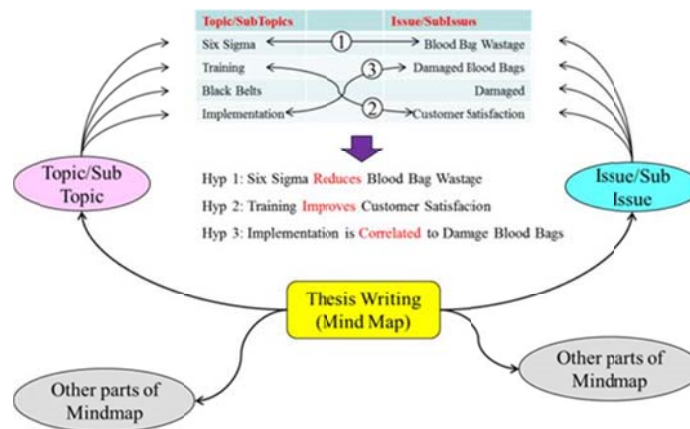 Topic/SubTopics Issue/SubIssues
Six Sigma 1 Blood Bag Wastage
Training 3 Damaged Blood Bags
Black Belts Damaged
Implementation 2 Customer Satisfaction
Topic/Sub
Topic
Issue/Sub
Issue
Hyp 1: Six Sigma Reduces Blood Bag Wastage
Hyp 2: Training Improves Customer Satisfacion
Hyp 3: Implementation is Correlated to Damage Blood Bags
Thesis Writing
(Mind Map)
Other parts of
Mindmap
Other parts of
Mindmap